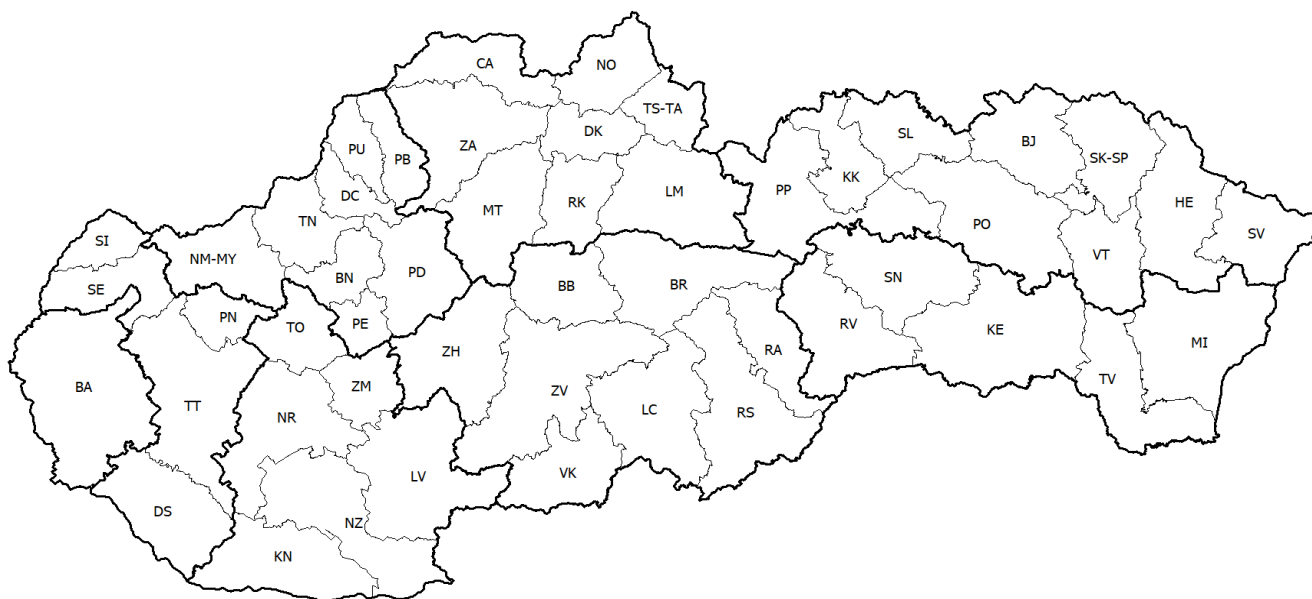 CA
NO
TS-TA
DK
ZA
PU
PB
DC
TN
MT
RK
LM
PP
KK
SL
BJ
SK-SP
HE
SV
PO
VT
SI
SE
NM-MY
BN
PD
PN
TO
PE
BB
BR
SN
RV
KE
MI
TV
BA
TT
ZH
ZM
NR
ZV
LC
RA
RS
VK
LV
DS
NZ
KN